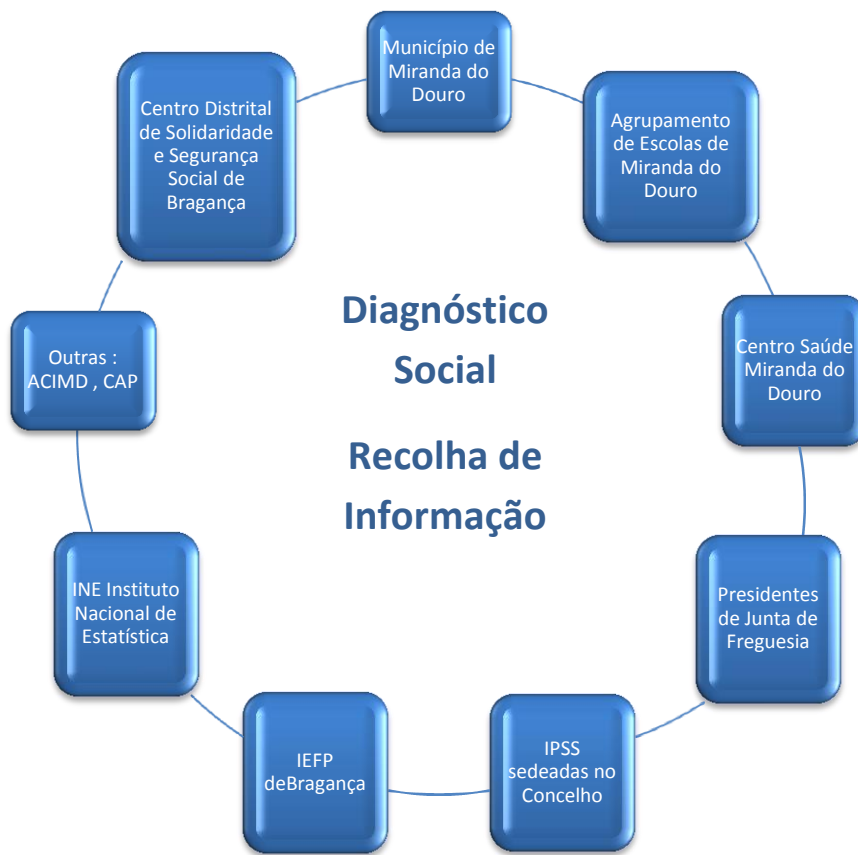 Município de
Miranda do
Douro
Agrupamento
de Escolas de
Miranda do
Douro
Centro Saúde
Miranda do
Douro
Presidentes
de Junta de
Freguesia
IPSS
sedeadas no
Concelho
IEFP
deBragança
INE Instituto
Nacional de
Estatística
Outras :
ACIMD , CAP
Centro Distrital
de Solidaridade
e Segurança
Social de
Bragança
Diagnóstico
Social
Recolha de
Informação